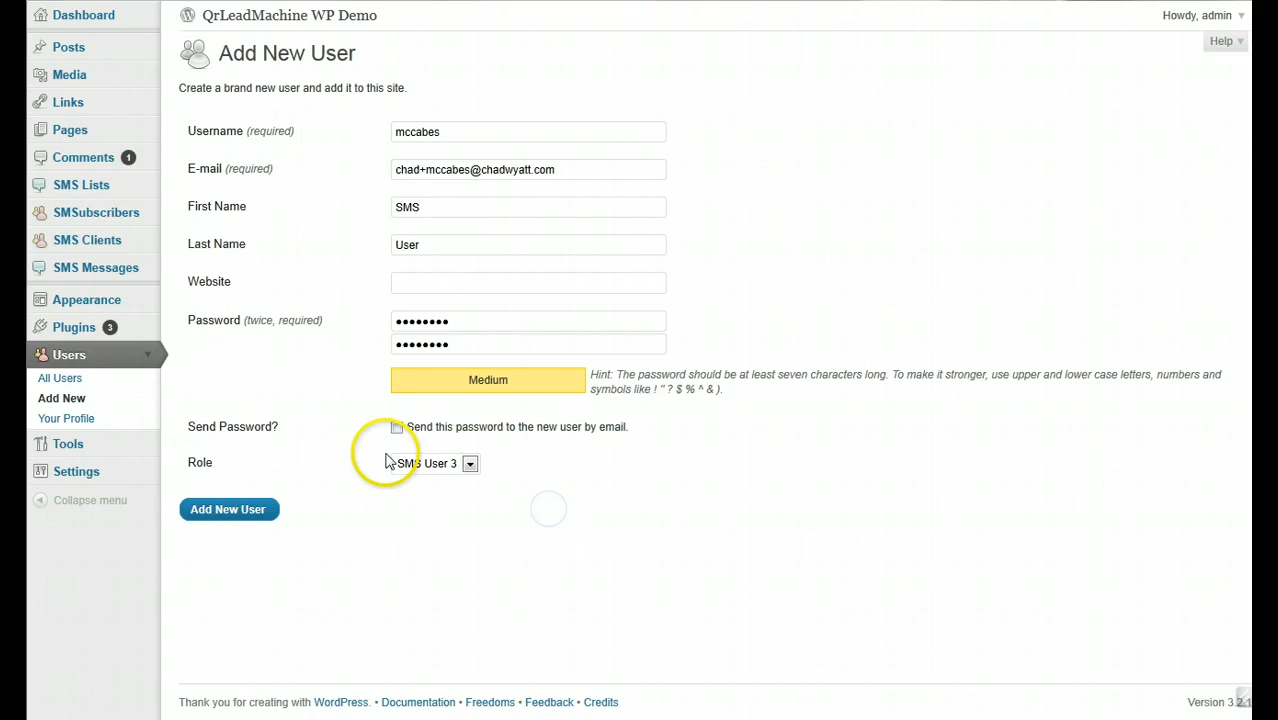 Dashboard
Posts
Media
Links
Pages
Comments 1
SMS Lists
SMSubscribers
SMS Clients
SMS Messages
Appearance
Plugins 3
Users
All Users
Add New
Your Profile
Tools
Settings
Collapse menu
QrLeadMachine WP Demo
Howdy, admin
Help
Add New User
Create a brand new user and add it to this site.
Username (required)
mccabes
E-mail (required)
chad+mccabes@chadwyatt.com
First Name
SMS
Last Name
User
Website
Password (twice, required)
••••••••
••••••••
Medium
Hint: The password should be at least seven characters long. To make it stronger, use upper and lower case letters, numbers and
symbols like ! " ? $ % ^ & ).
Send Password?
Send this password to the new user by email.
Role
SMS User 3
Add New User
Thank you for creating with WordPress. • Documentation • Freedoms • Feedback • Credits
Version 3.2.1